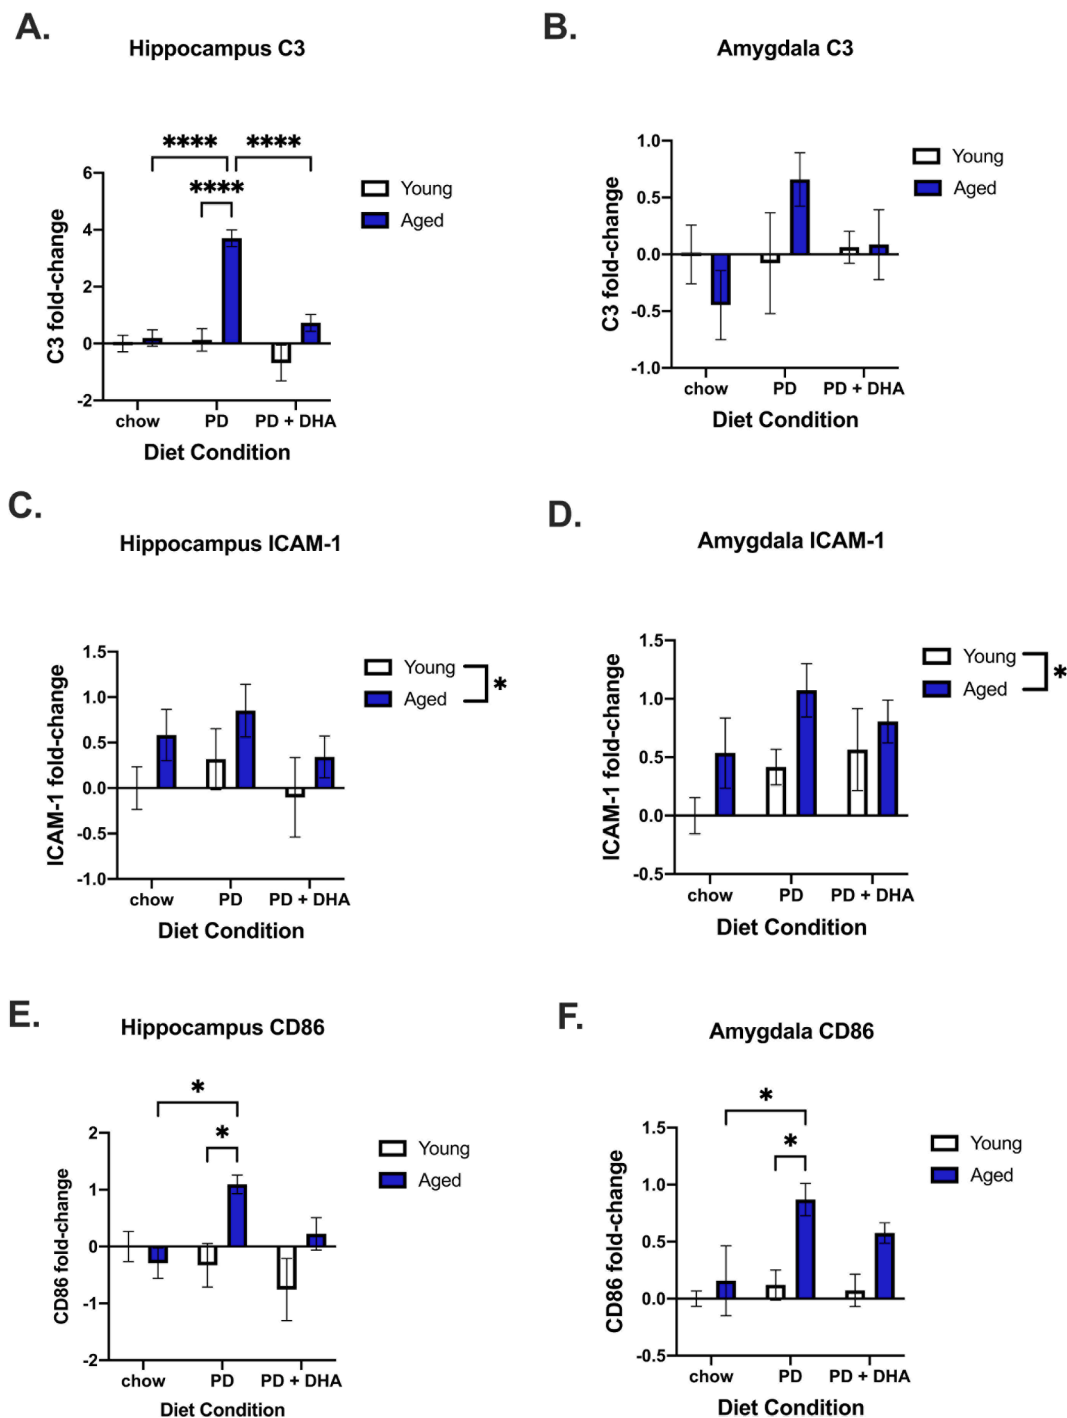 A.
Hippocampus C3
**** ****
****
C3 fold-change
6
4
2
0
-2
Young
Aged
chow PD PD + DHA
Diet Condition
B.
Amygdala C3
C3 fold-change
1.0
0.5
0.0
-0.5
-1.0
Young
Aged
chow PD PD + DHA
Diet Condition
C.
Hippocampus ICAM-1
ICAM-1 fold-change
1.5
1.0
0.5
0.0
-0.5
-1.0
Young
Aged
*
chow PD PD + DHA
Diet Condition
D.
Amygdala ICAM-1
ICAM-1 fold-change
1.5
1.0
0.5
0.0
-0.5
Young
Aged
*
chow PD PD + DHA
Diet Condition
E.
Hippocampus CD86
*
*
CD86 fold-change
2
1
0
-1
-2
Young
Aged
chow PD PD + DHA
Diet Condition
F.
Amygdala CD86
*
*
CD86 fold-change
1.5
1.0
0.5
0.0
-0.5
Young
Aged
chow PD PD + DHA
Diet Condition